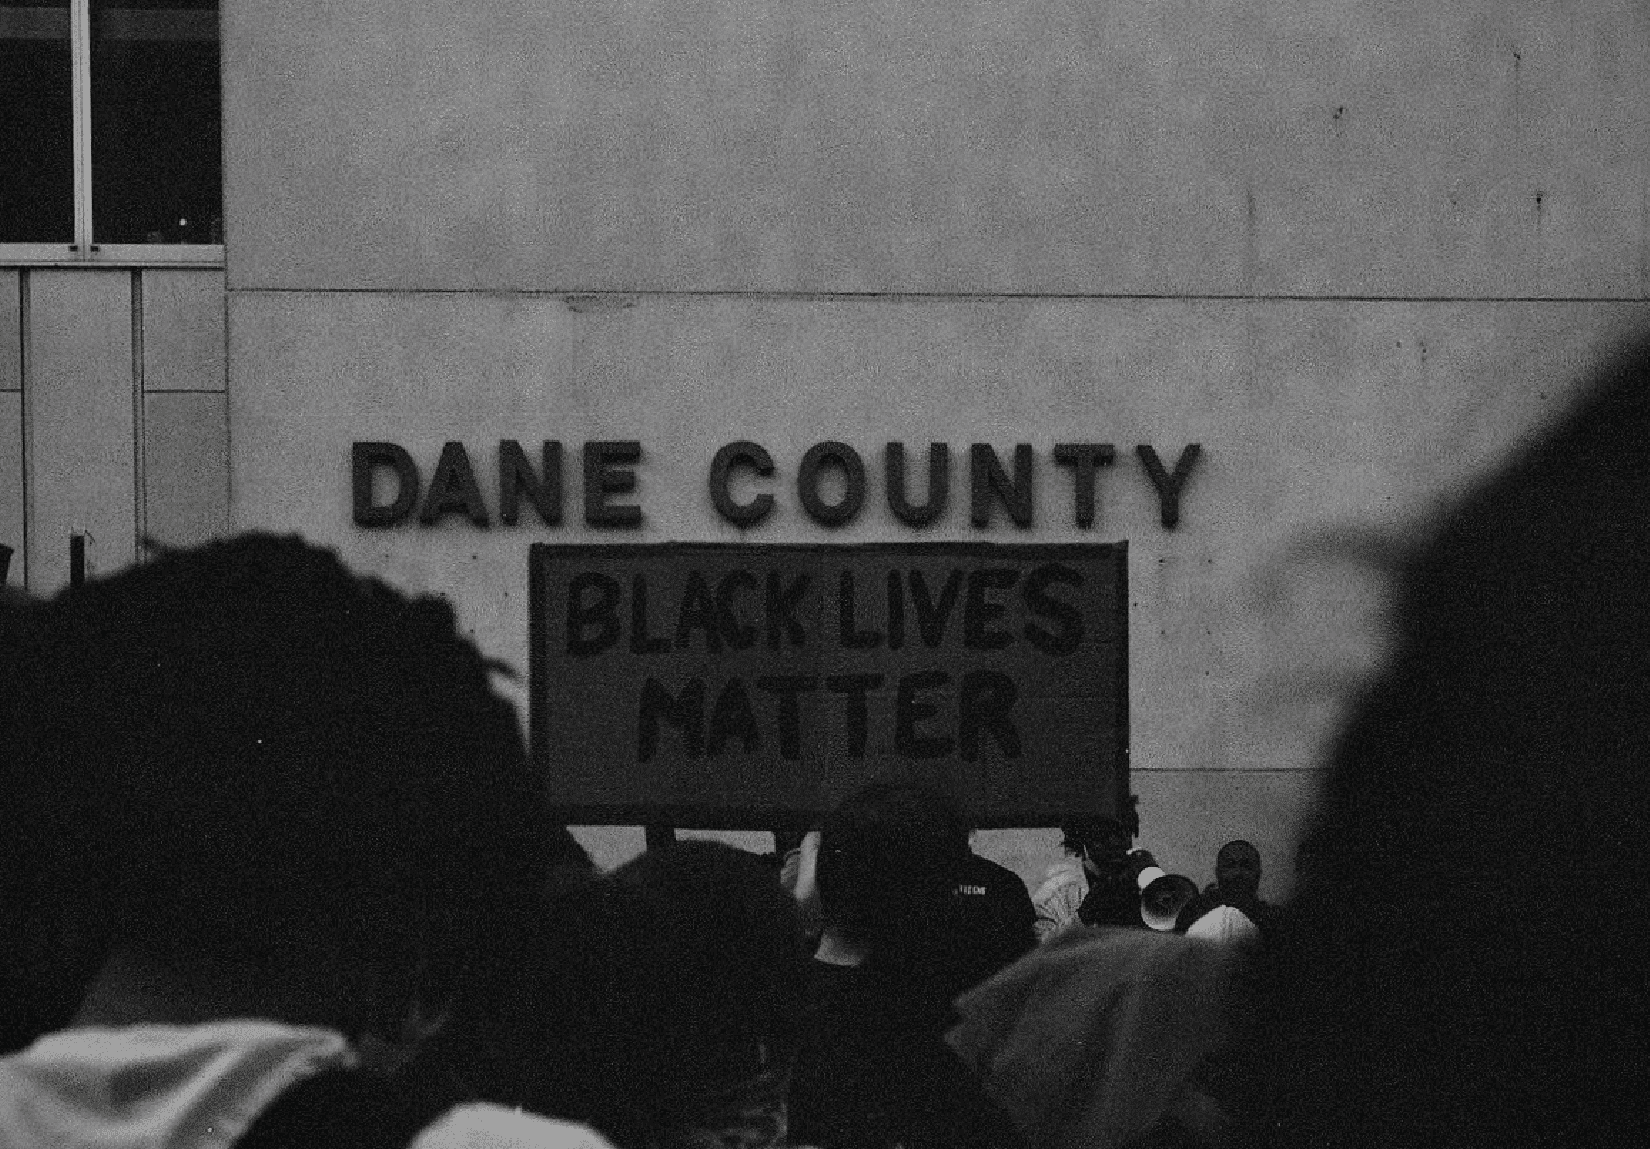 DANE COUNTY
BLACK LIVES
MATTER